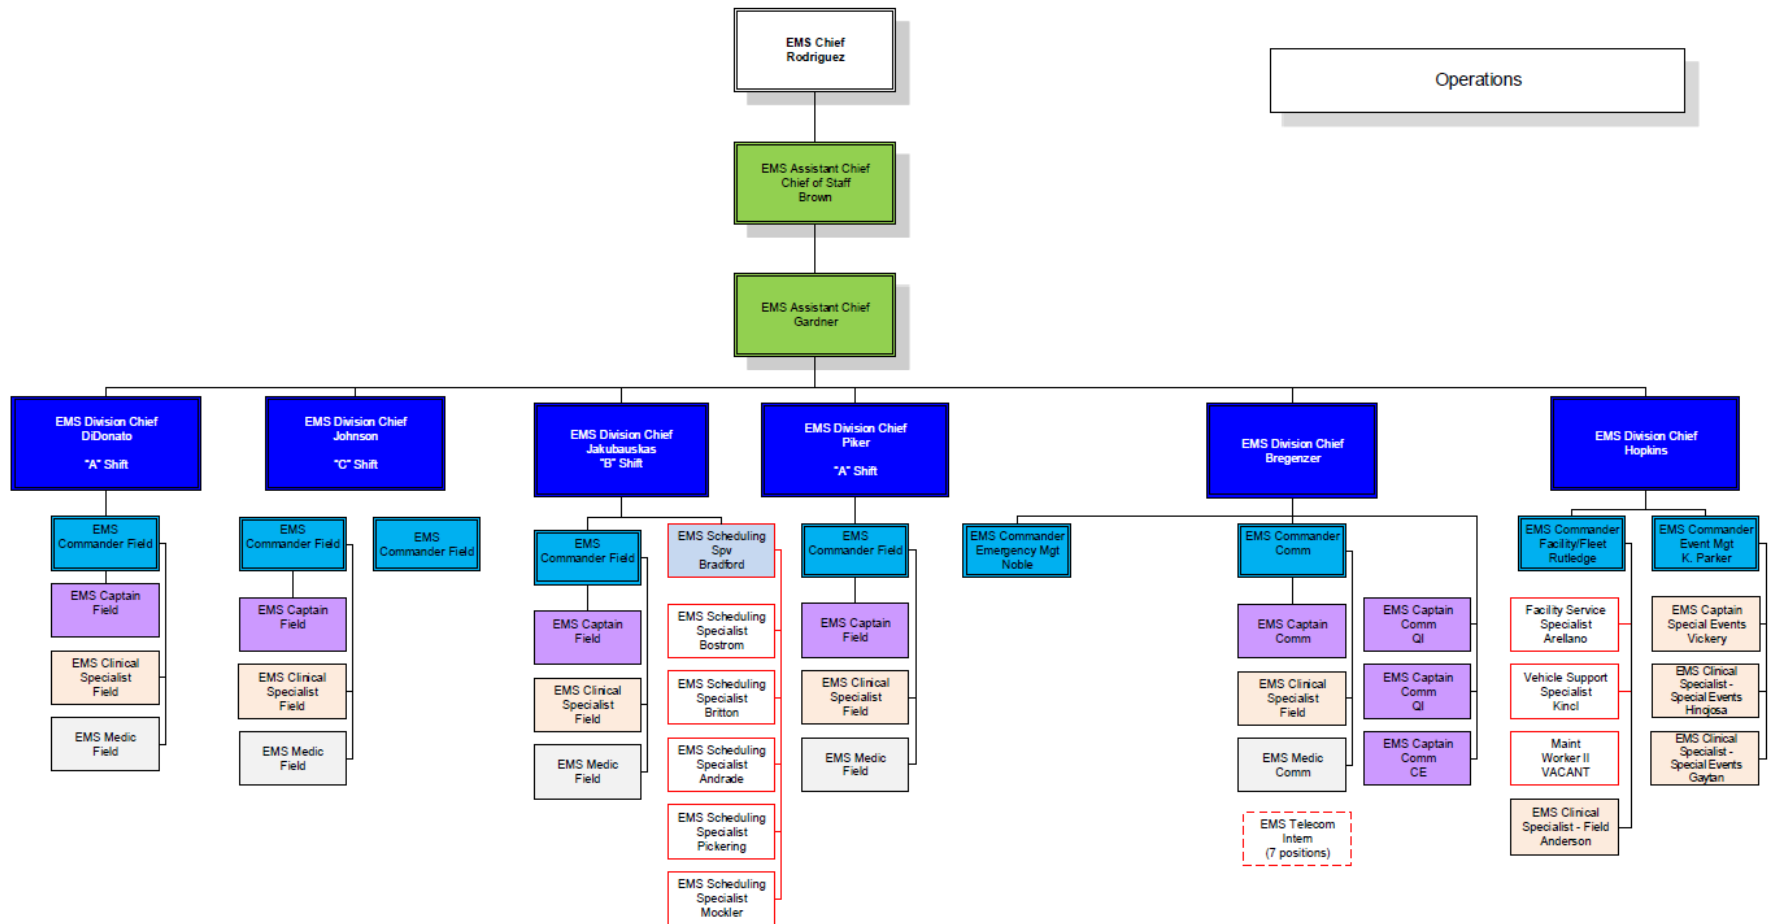 EMS Chief
Rodriguez
Operations
EMS Assistant Chief
Chief of Staff
Brown
EMS Assistant Chief
Gardner
EMS Division Chief
DiDonato
"A" Shift
EMS Division Chief
Johnson
"C" Shift
EMS Division Chief
Jakubauskas
"B" Shift
EMS Division Chief
Piker
"A" Shift
EMS Division Chief
Bregenzer
EMS Division Chief
Hopkins
EMS
Commander Field
EMS Captain
Field
EMS Clinical
Specialist
Field
EMS Medic
Field
EMS
Commander Field
EMS Captain
Field
EMS Clinical
Specialist
Field
EMS Medic
Field
EMS
Commander Field
EMS
Commander Field
EMS Captain
Field
EMS Clinical
Specialist
Field
EMS Medic
Field
EMS Scheduling
Spv
Bradford
EMS Scheduling
Specialist
Bostrom
EMS Scheduling
Specialist
Britton
EMS Scheduling
Specialist
Andrade
EMS Scheduling
Specialist
Pickering
EMS Scheduling
Specialist
Mockler
EMS
Commander Field
EMS Captain
Field
EMS Clinical
Specialist
Field
EMS Medic
Field
EMS Commander
Emergency Mgt
Noble
EMS Commander
Comm
EMS Captain
Comm
EMS Clinical
Specialist
Field
EMS Medic
Comm
EMS Telecom
Intern
(7 positions)
EMS Captain
Comm
QI
EMS Captain
Comm
QI
EMS Captain
Comm
CE
EMS Commander
Facility/Fleet
Rutledge
Facility Service
Specialist
Arellano
Vehicle Support
Specialist
Kincl
Maint
Worker II
VACANT
EMS Clinical
Specialist - Field
Anderson
EMS Commander
Event Mgt
K. Parker
EMS Captain
Special Events
Vickery
EMS Clinical
Specialist -
Special Events
Hinojosa
EMS Clinical
Specialist -
Special Events
Gaytan